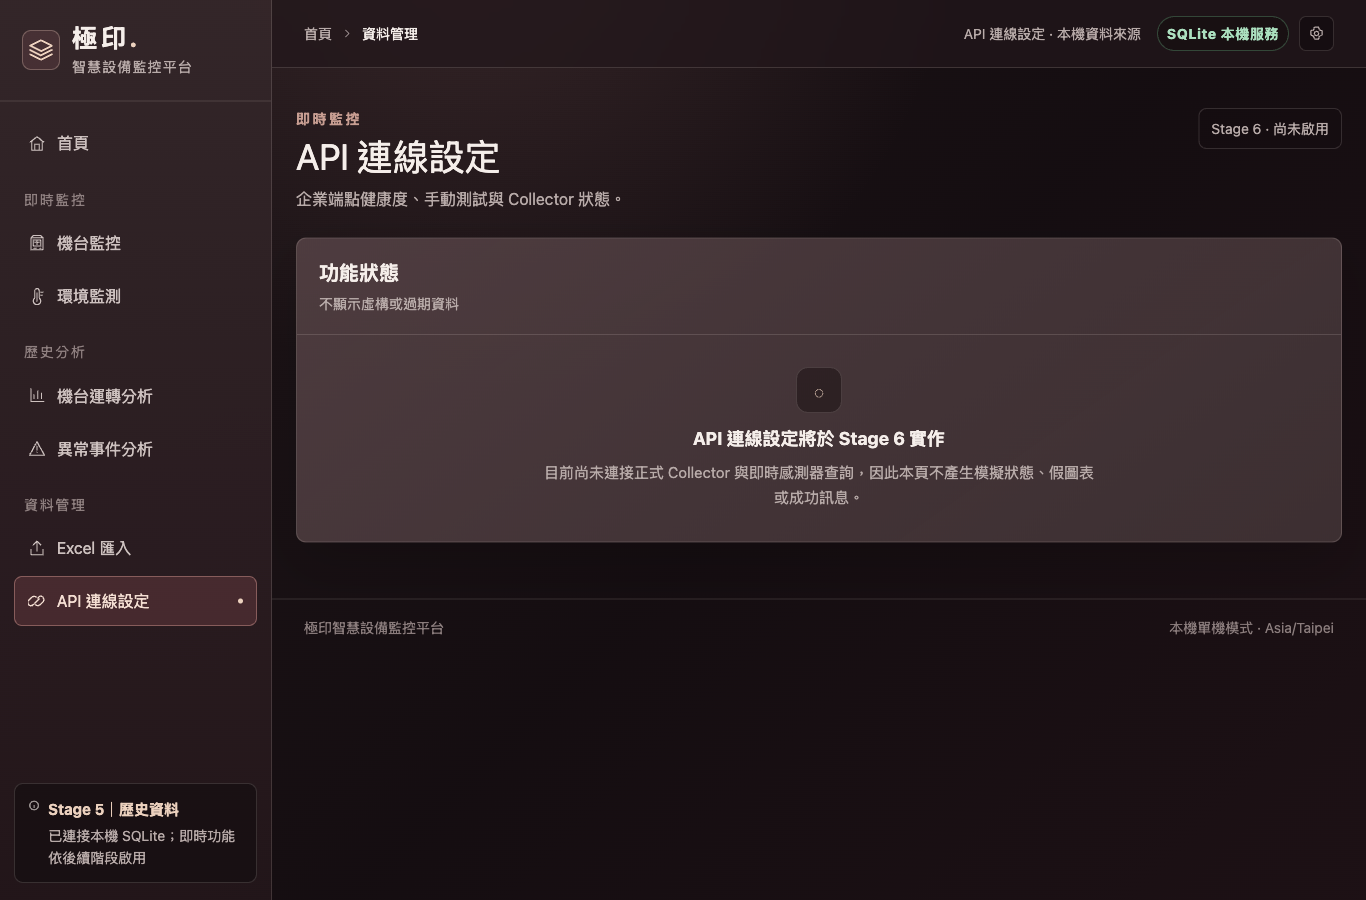 極印.
智慧設備監控平台
首頁
即時監控
機台監控
環境監測
歷史分析
機台運轉分析
異常事件分析
資料管理
Excel 匯入
API 連線設定
Stage 5｜歷史資料
已連接本機 SQLite；即時功能
依後續階段啟用
首頁 › 資料管理
API 連線設定 · 本機資料來源
SQLite 本機服務
即時監控
API 連線設定
企業端點健康度、手動測試與 Collector 狀態。
Stage 6 · 尚未啟用
功能狀態
不顯示虛構或過期資料
API 連線設定將於 Stage 6 實作
目前尚未連接正式 Collector 與即時感測器查詢，因此本頁不產生模擬狀態、假圖表
或成功訊息。
極印智慧設備監控平台
本機單機模式 · Asia/Taipei